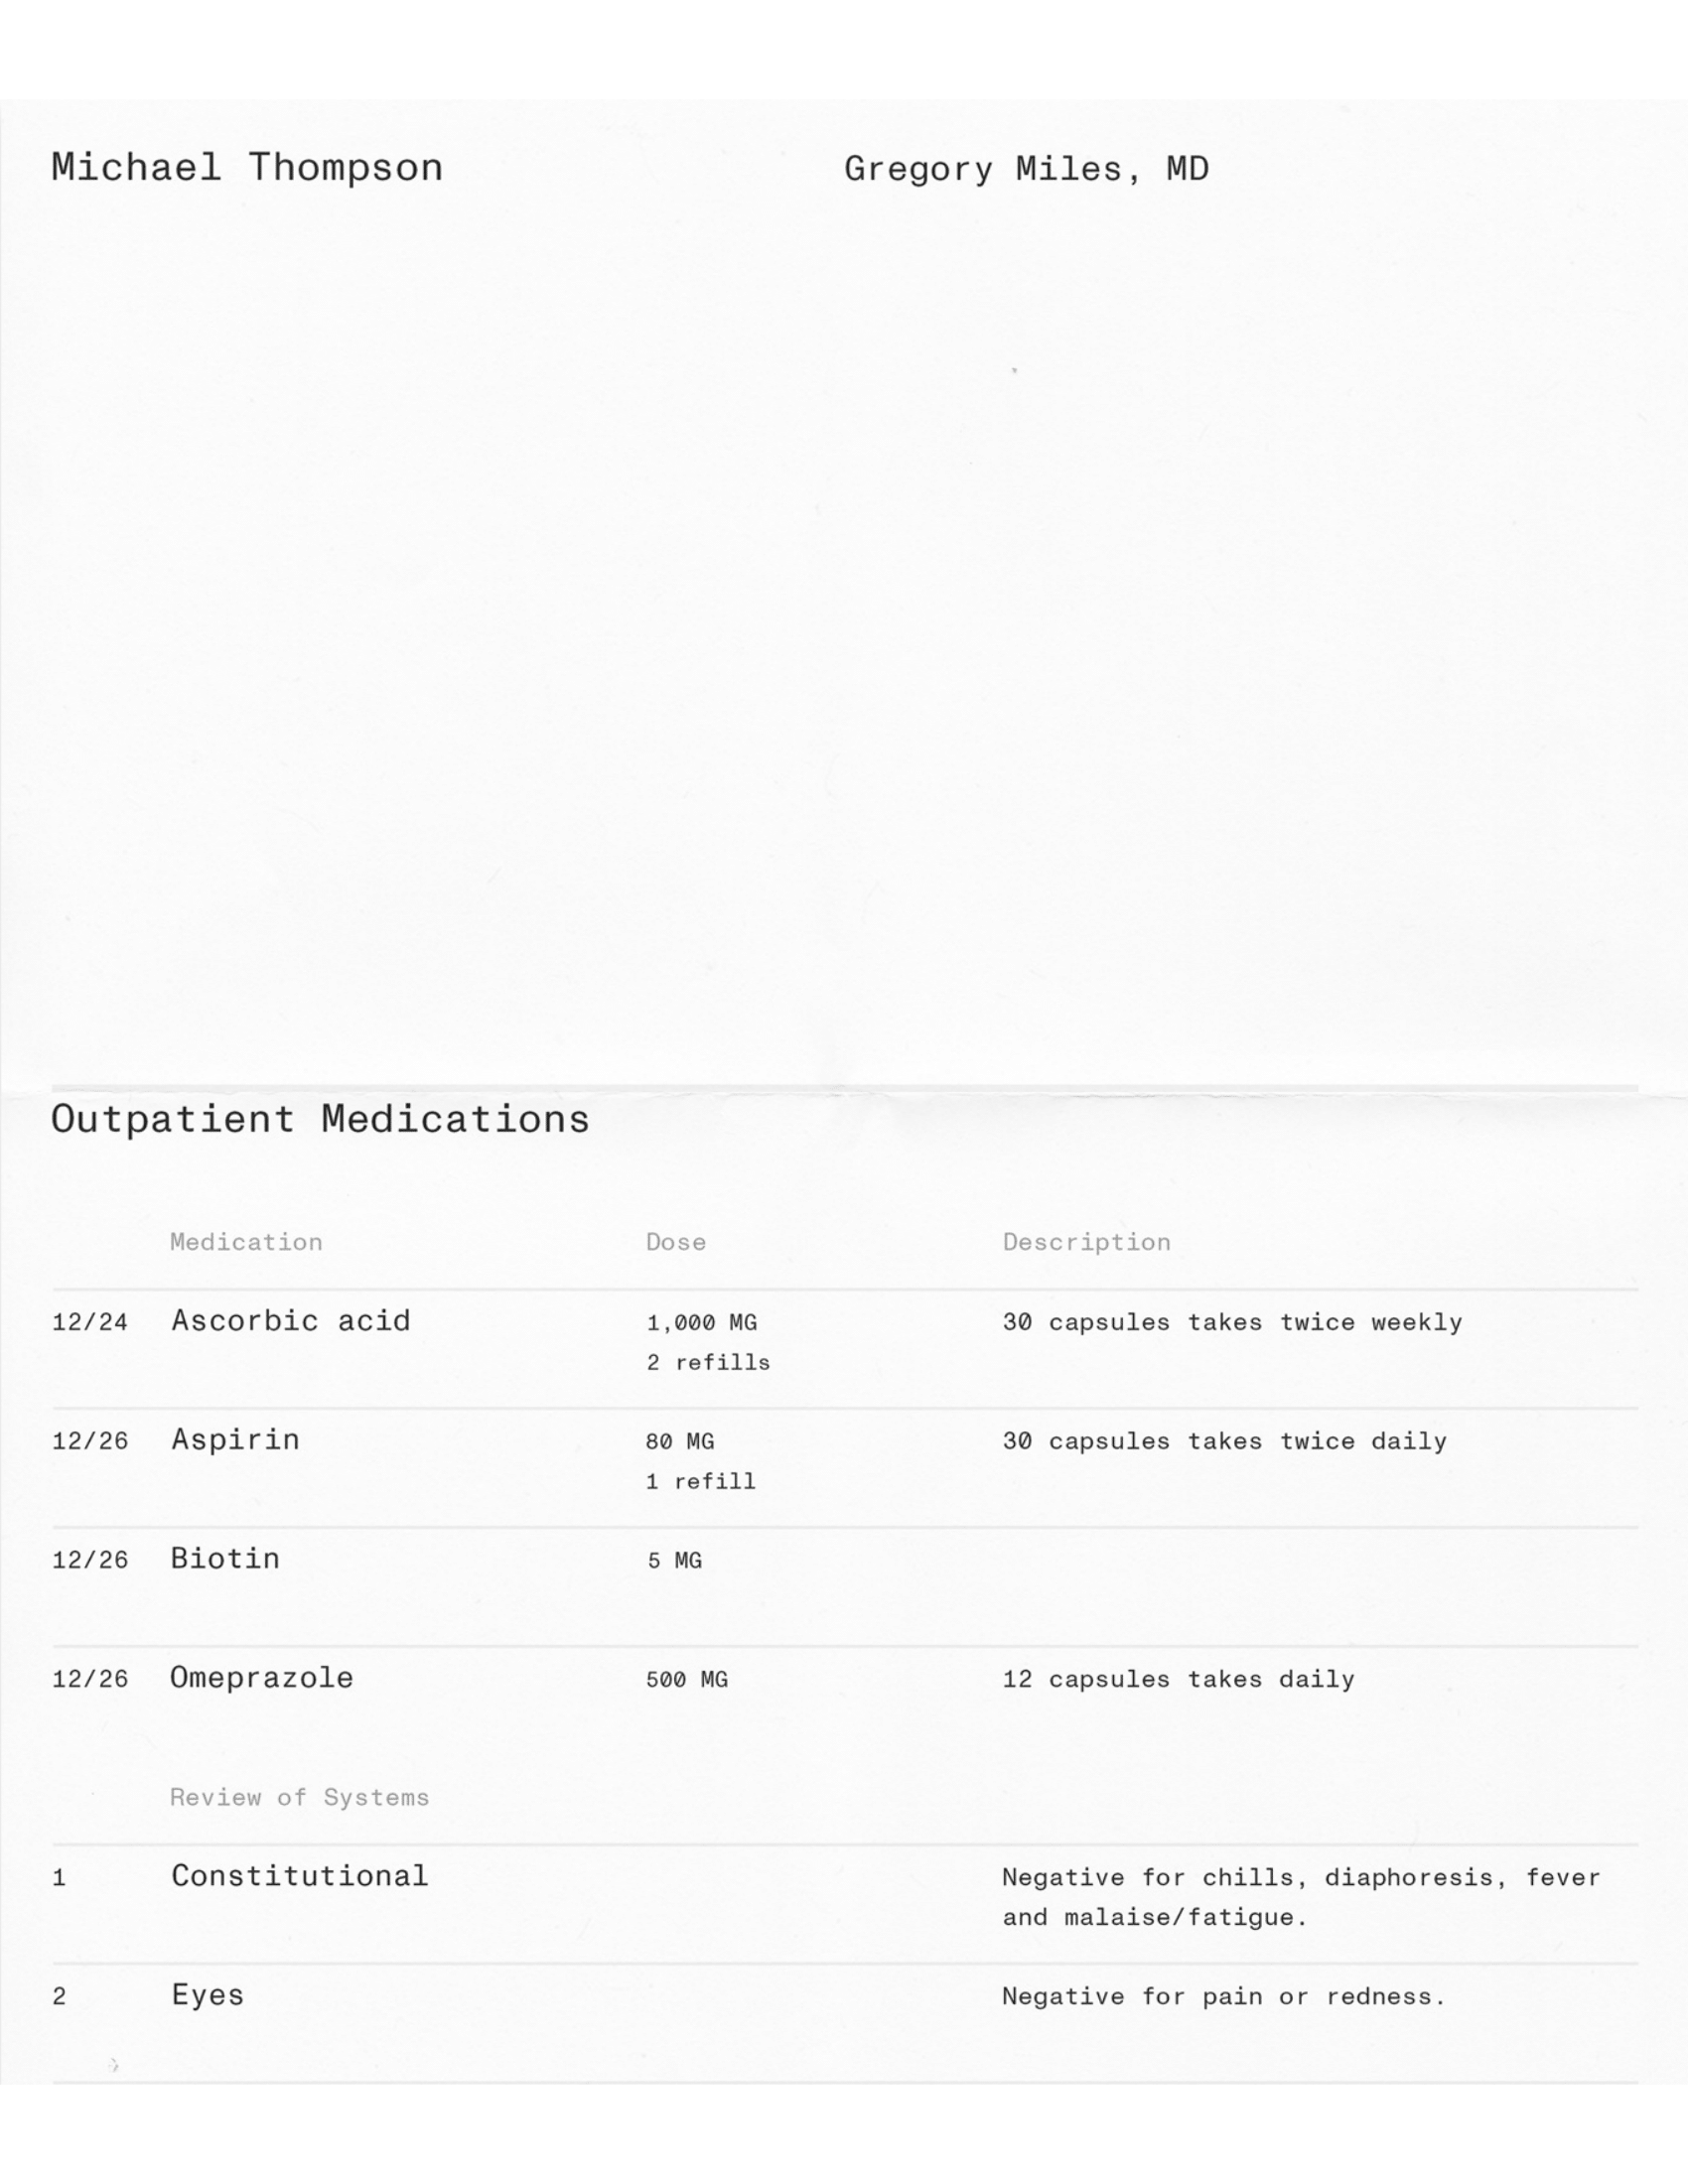 Michael Thompson
Gregory Miles, MD
Outpatient Medications
Medication Dose Description
12/24 Ascorbic acid 1,000 MG 30 capsules takes twice weekly
2 refills
12/26 Aspirin 80 MG 30 capsules takes twice daily
1 refill
12/26 Biotin 5 MG
12/26 Omeprazole 500 MG 12 capsules takes daily
Review of Systems
1 Constitutional Negative for chills, diaphoresis, fever
and malaise/fatigue.
2 Eyes Negative for pain or redness.